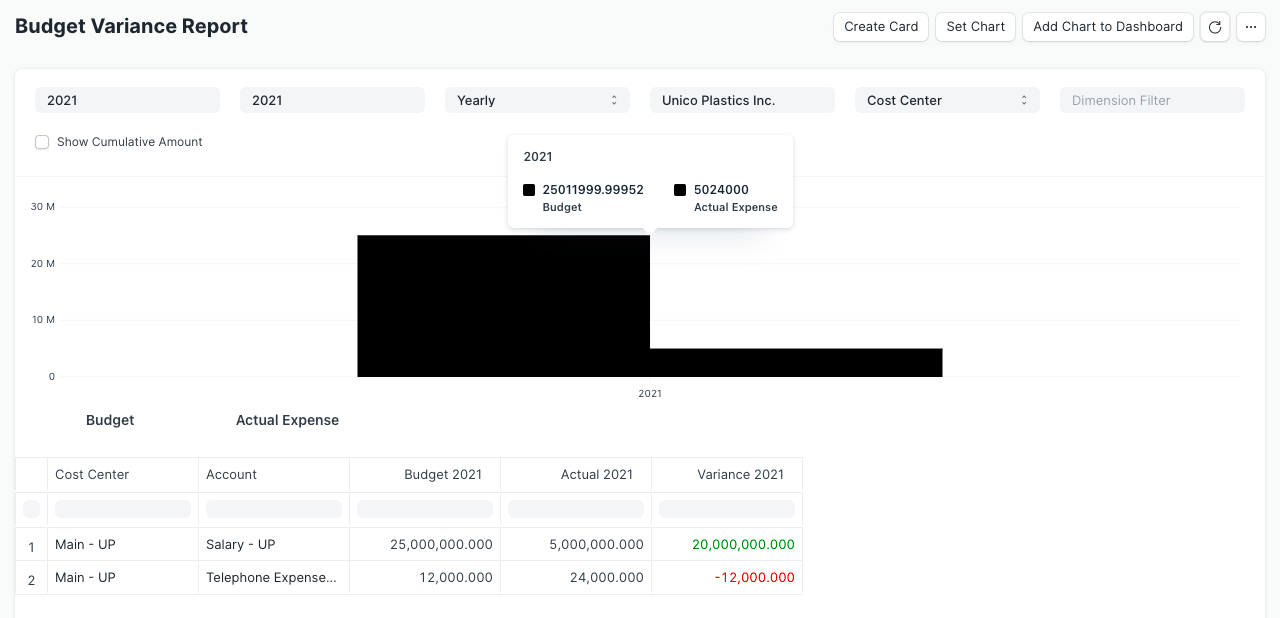 Budget Variance Report
Create Card
Set Chart
Add Chart to Dashboard
2021
2021
Yearly
Unico Plastics Inc.
Cost Center
Dimension Filter
Show Cumulative Amount
2021
25011999.99952
5024000
Budget
Actual Expense
30 M
20 M
10 M
0
2021
Budget
Actual Expense
Cost Center Account Budget 2021 Actual 2021 Variance 2021
1 Main - UP Salary - UP 25,000,000.000 5,000,000.000 20,000,000.000
2 Main - UP Telephone Expense... 12,000.000 24,000.000 -12,000.000